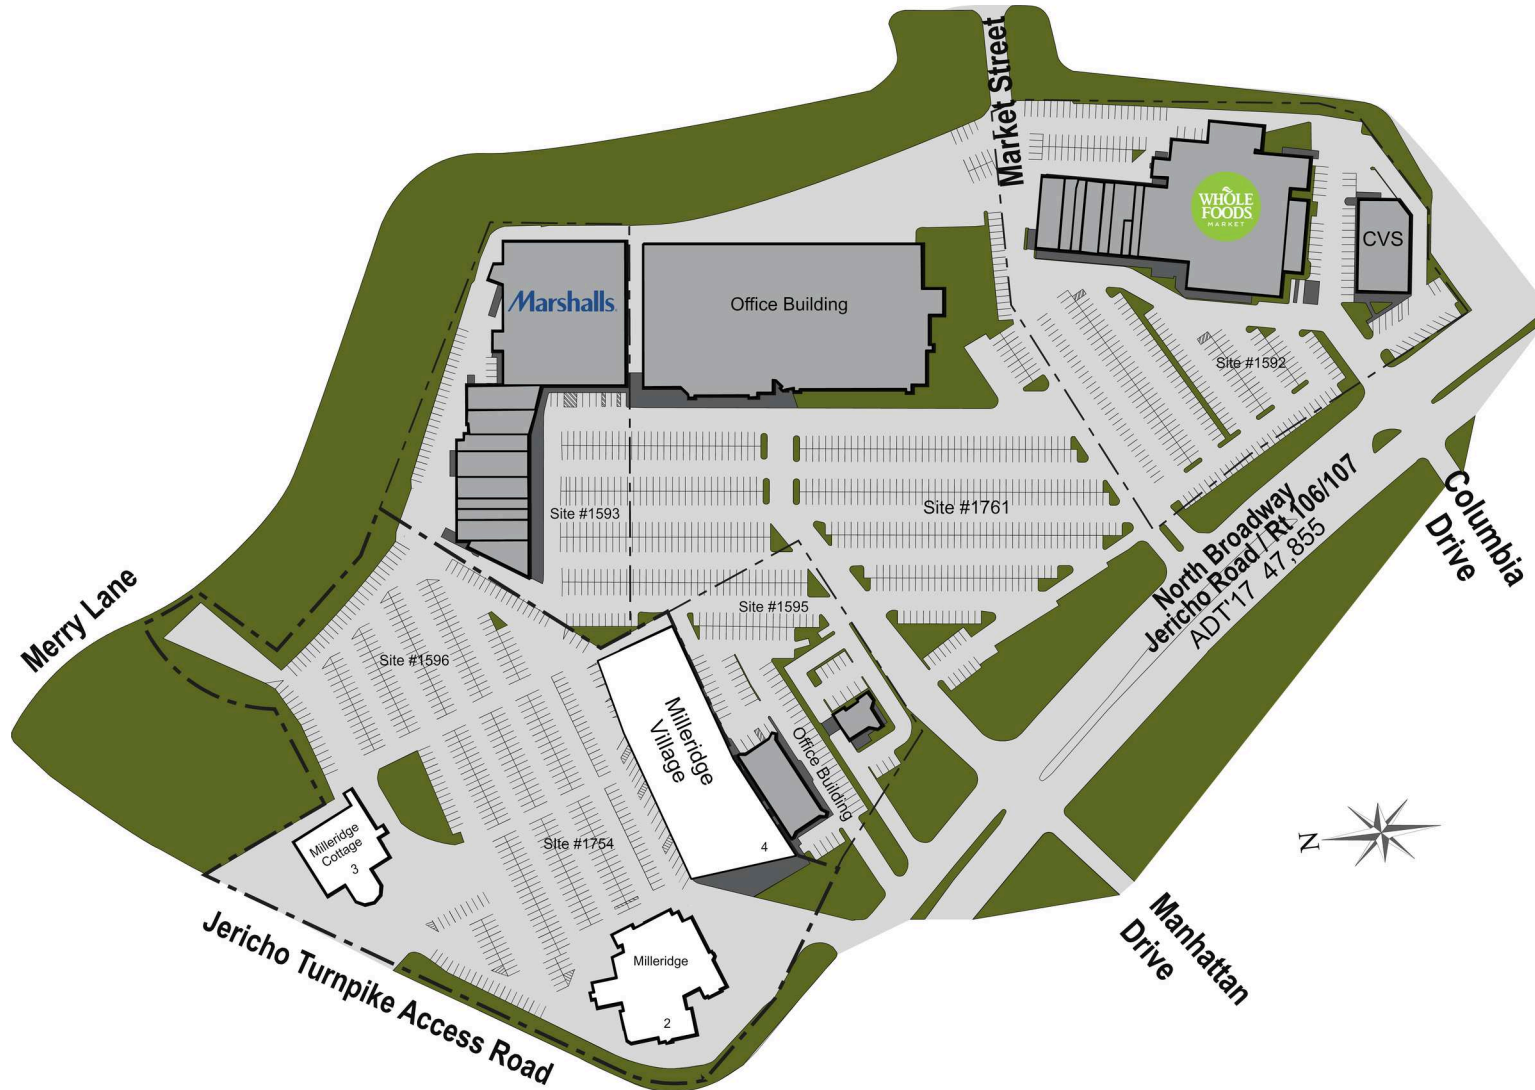 Market Street
WHÔLE
FOODS
MARKET
CVS
Marshalls.
Office Building
Site #1592
Site #1593
Site #1761
Columbia
Drive
North Broadway
Jericho Road / Rt 106/107
ADT'17 47,855
Site #1595
Merry Lane
Site #1596
Milleridge
Village
4
Office Building
SIte #1754
Milleridge
Cottage
3
N
Manhattan
Drive
Milleridge
2
Jericho Turnpike Access Road